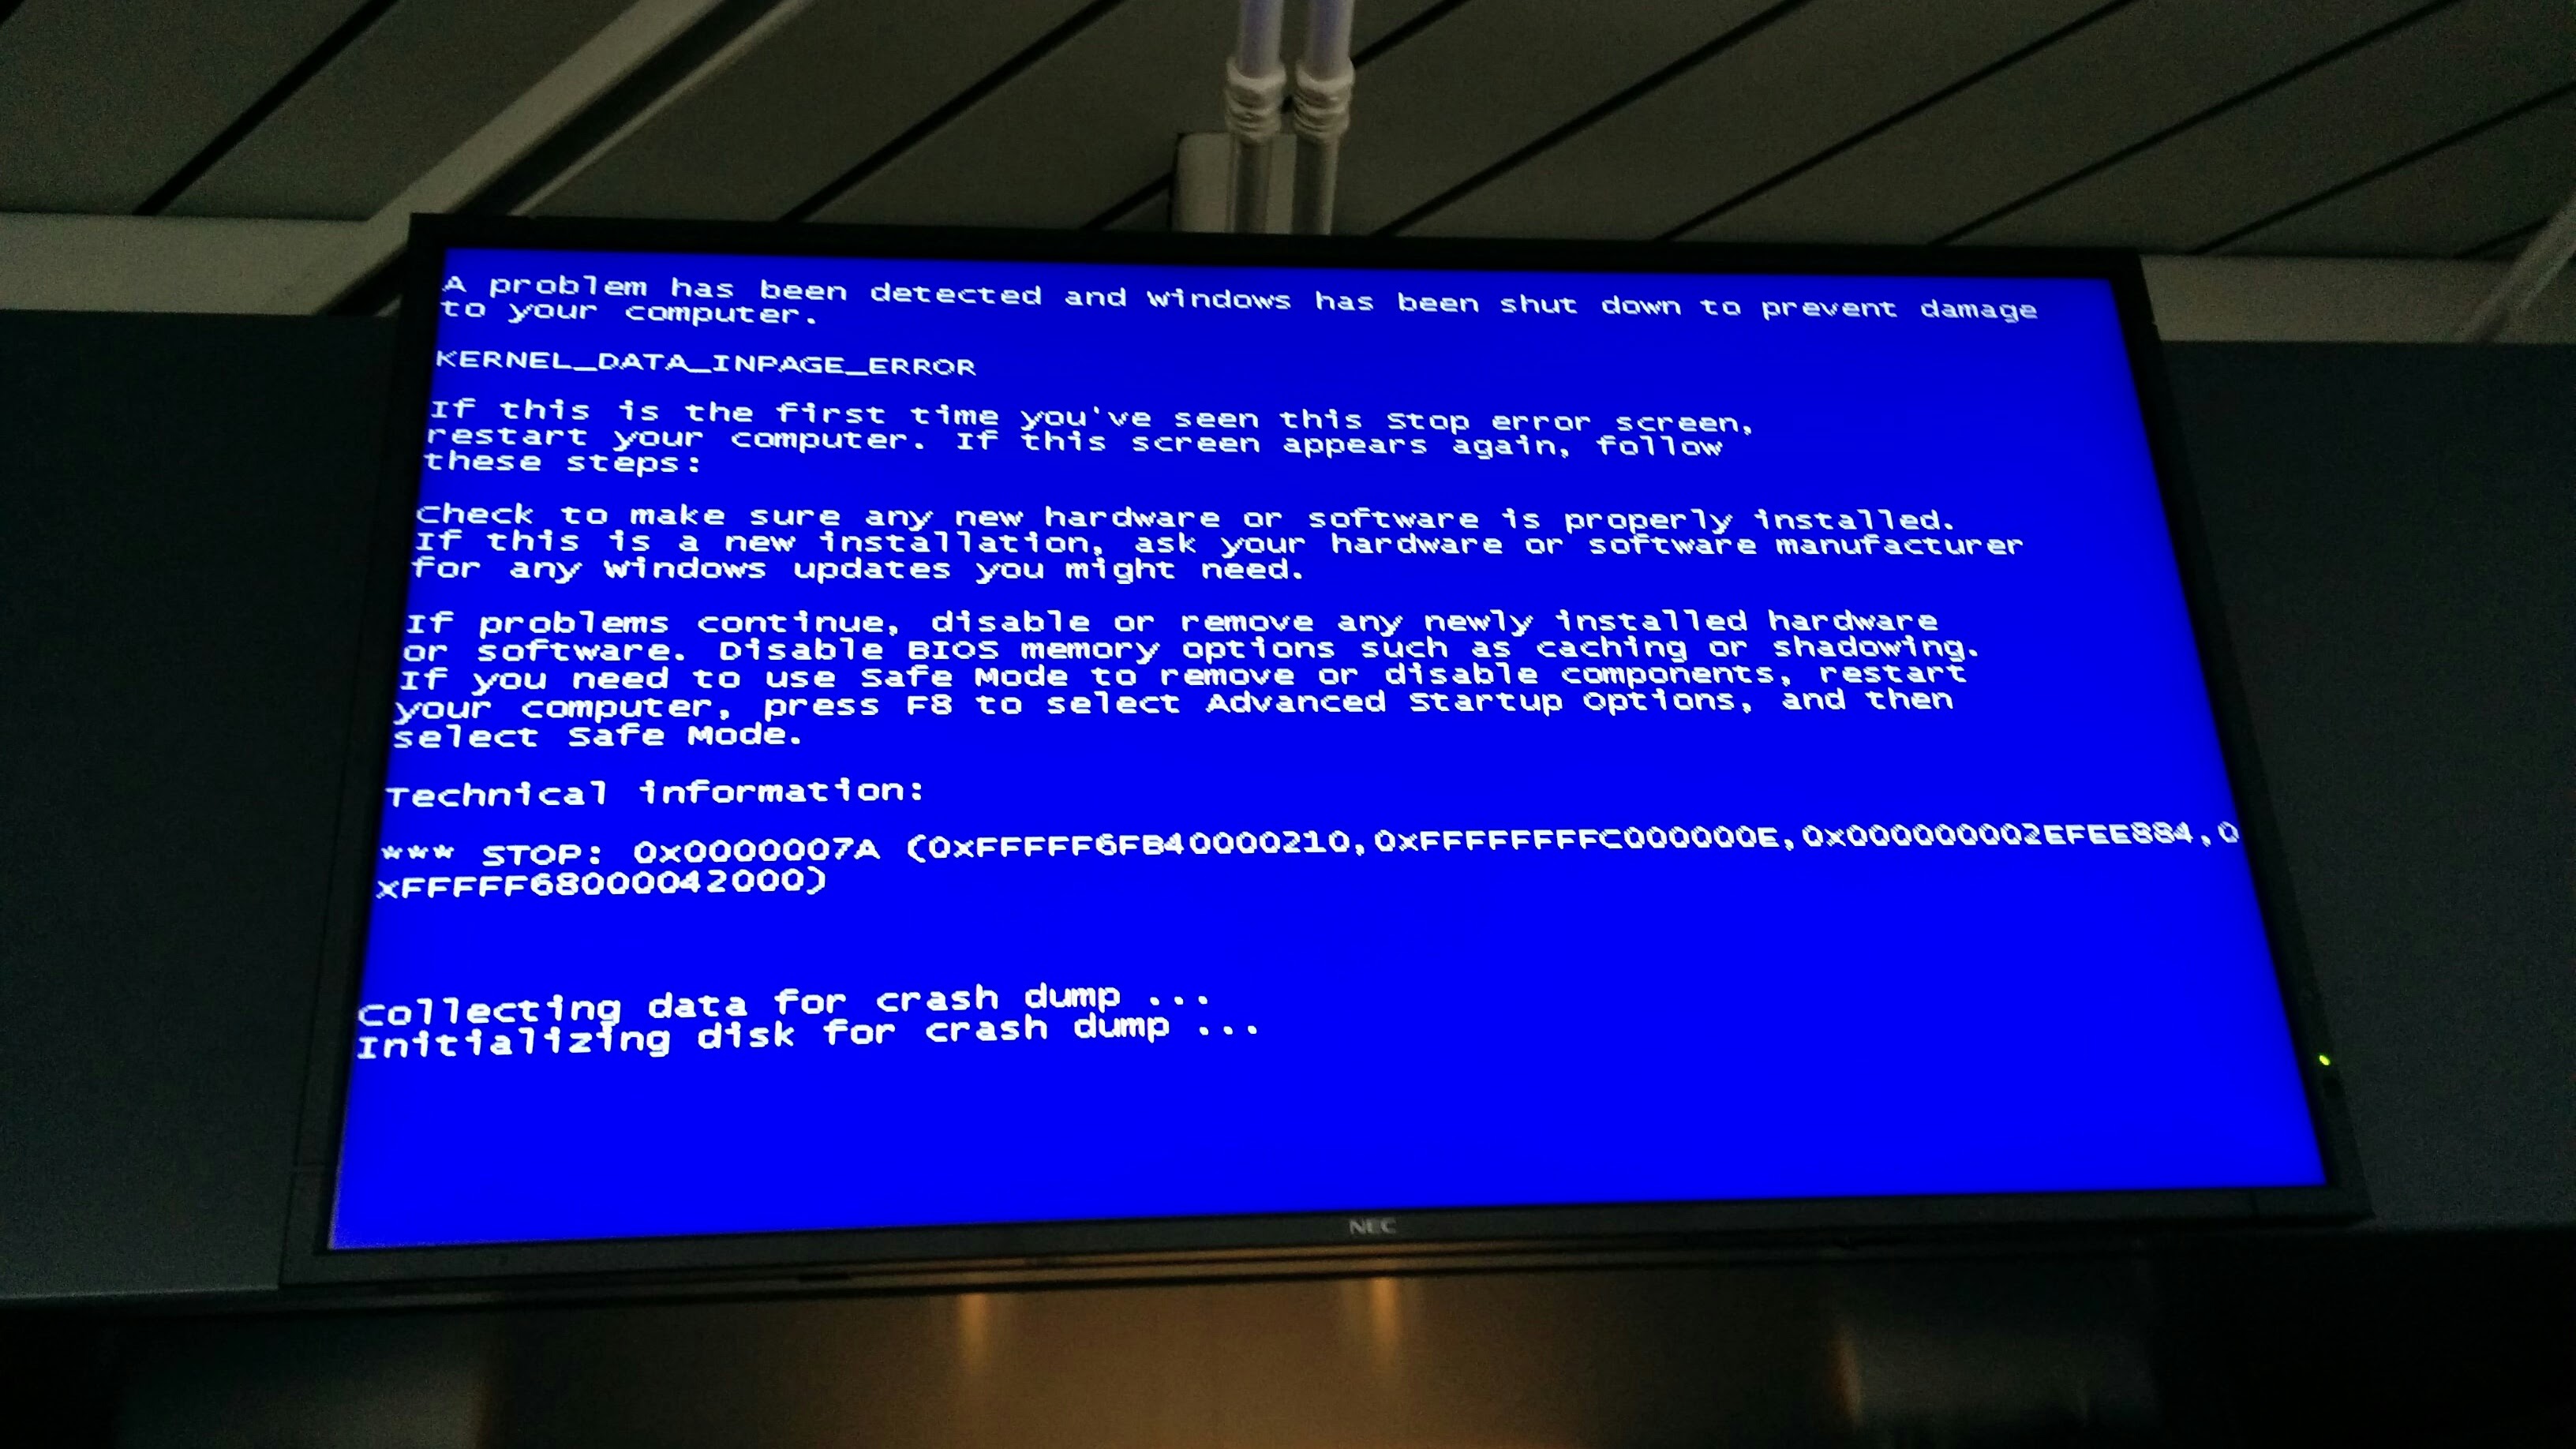 A problem has been detected and windows has been shut down to prevent damage
to your computer.
KERNEL_DATA_INPAGE_ERROR
If this is the first time you've seen this Stop error screen,
restart your computer. If this screen appears again, follow
these steps:
Check to make sure any new hardware or software is properly installed.
If this is a new installation, ask your hardware or software manufacturer
for any windows updates you might need.
If problems continue, disable or remove any newly installed hardware
or software. Disable BIOS memory options such as caching or shadowing.
If you need to use Safe Mode to remove or disable components, restart
your computer, press F8 to select Advanced Startup Options, and then
select Safe Mode.
Technical information:
*** STOP: 0x0000007A (0xFFFFF6FB40000210,0xFFFFFFFFC000000E,0x000000002EFEE884,0
xFFFFF68000042000)
Collecting data for crash dump ...
Initializing disk for crash dump ...
NEC